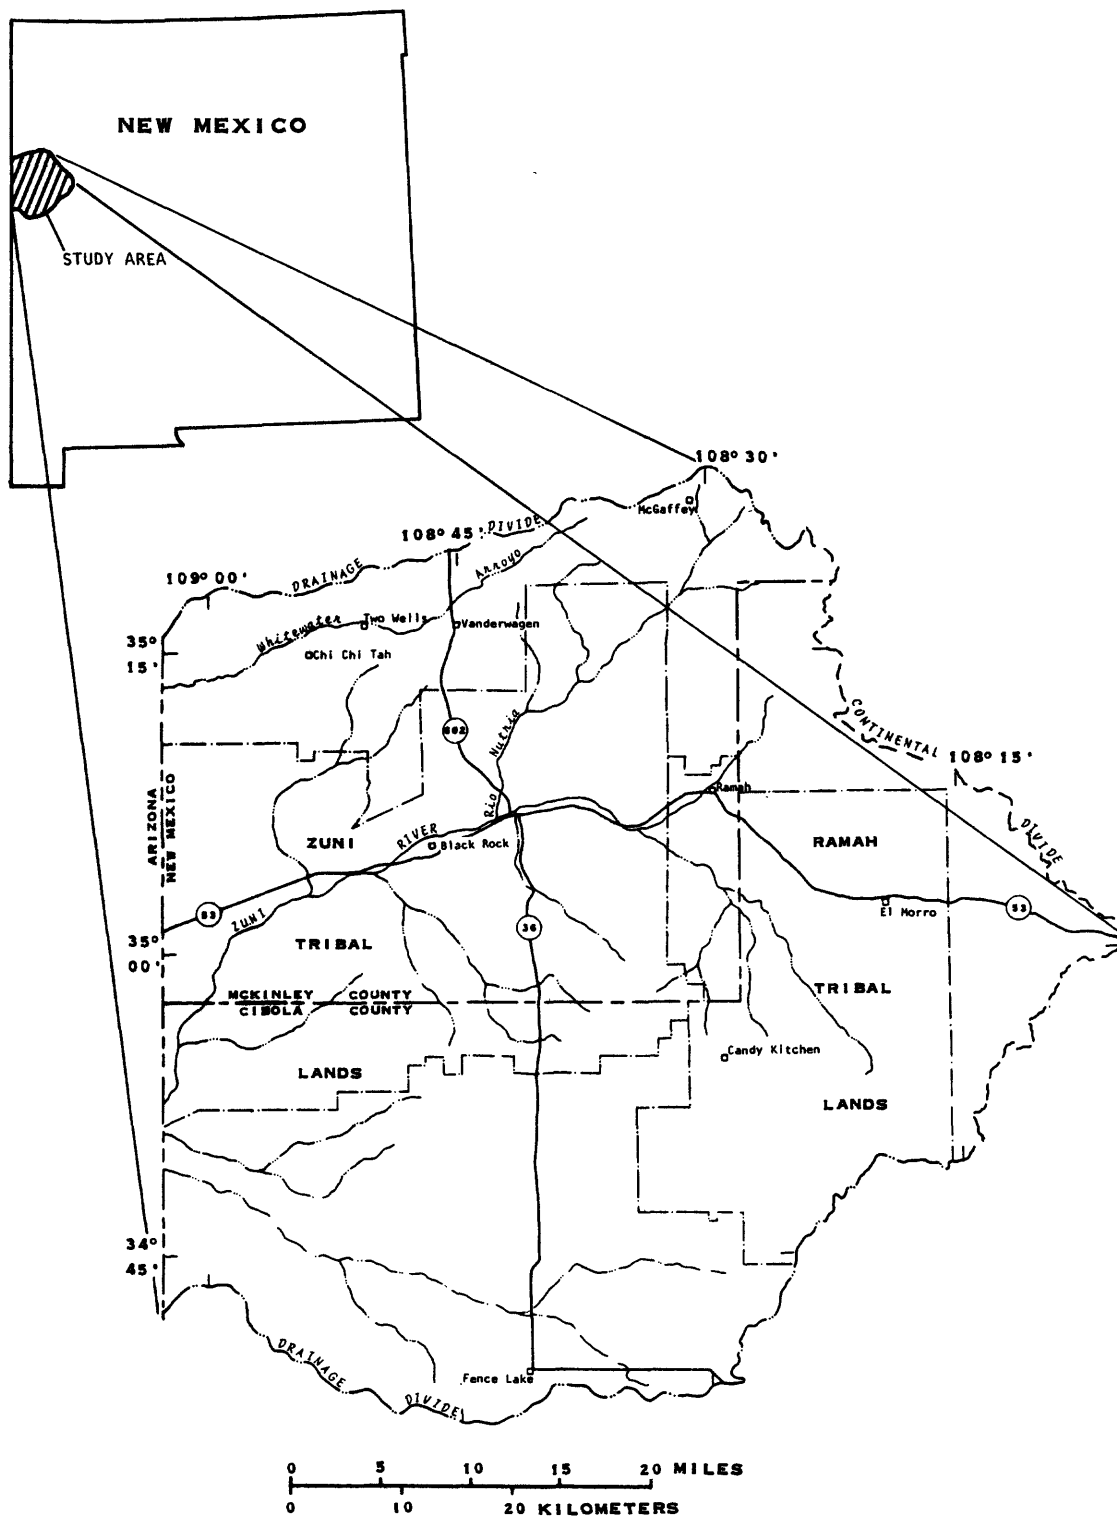 NEW MEXICO
STUDY AREA
108° 30'
McGaffey
108° 45'
DRAINAGE DIVIDE
109° 00'
Whitewater Arroyo
Two Wells
Vanderwagen
35°
15'
Chi Chi Tah
Rio Nutria
602
CONTINENTAL DIVIDE
108° 15'
ARIZONA
NEW MEXICO
Ramah
ZUNI
ZUNI RIVER
Black Rock
RAMAH
53
36
El Morro
53
35°
00'
TRIBAL
TRIBAL
MCKINLEY COUNTY
CIBOLA COUNTY
Candy Kitchen
LANDS
LANDS
34°
45'
DRAINAGE DIVIDE
Fence Lake
0 5 10 15 20 MILES
0 10 20 KILOMETERS